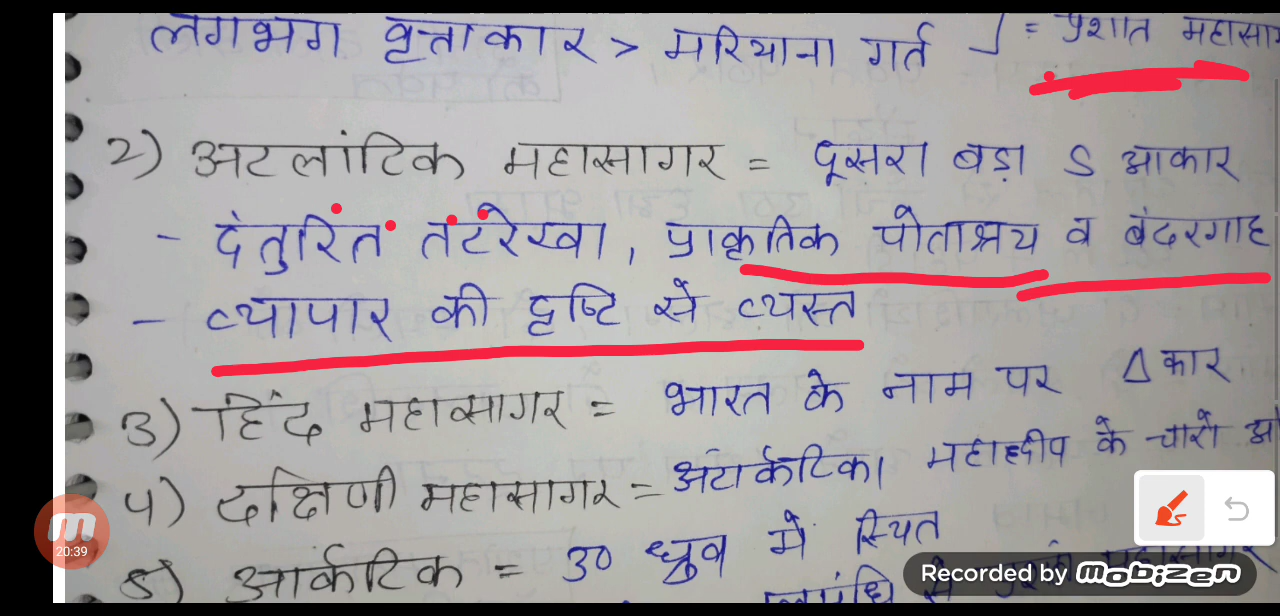 लगभग वृत्ताकार > मरियाना गर्त = प्रशांत महासा
2) अटलांटिक महासागर = दूसरा बड़ा S आकार
- दंतुरित तटरेखा, प्राकृतिक पोताश्रय व बंदरगाह
- व्यापार की दृष्टि से व्यस्त
3) हिंद महासागर = भारत के नाम पर Δ कार
4) दक्षिणी महासागर = अंटार्कटिका महाद्वीप के चारों ओ
5) आर्कटिक = उ० ध्रुव में स्थित
20:39
Recorded by mobizen